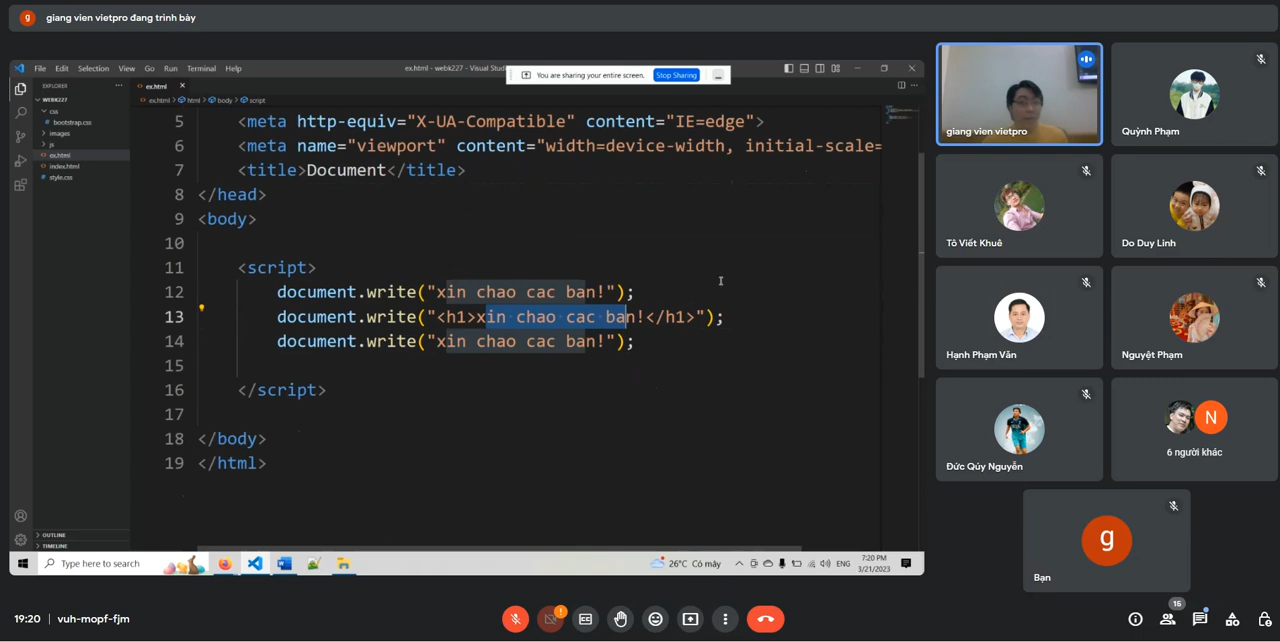 g giang vien vietpro đang trình bày
File Edit Selection View Go Run Terminal Help
ex.html - webk227 - Visual Stud
You are sharing your entire screen. Stop Sharing
EXPLORER
ex.html
WEBK227
ex.html > html > body > script
css
bootstrap.css
images
js
ex.html
index.html
style.css
5 <meta http-equiv="X-UA-Compatible" content="IE=edge">
6 <meta name="viewport" content="width=device-width, initial-scale=
7 <title>Document</title>
8 </head>
9 <body>
10
11 <script>
12 document.write("xin chao cac ban!");
13 document.write("<h1>xin chao cac ban!</h1>");
14 document.write("xin chao cac ban!");
15
16 </script>
17
18 </body>
19 </html>
OUTLINE
TIMELINE
Type here to search
26°C Có mây
ENG
7:20 PM
3/21/2023
giang vien vietpro
Quỳnh Phạm
Tô Viết Khuê
Do Duy Linh
Hạnh Phạm Văn
Nguyệt Phạm
Đức Qúy Nguyễn
N
6 người khác
g
Bạn
19:20 | vuh-mopf-fjm
15